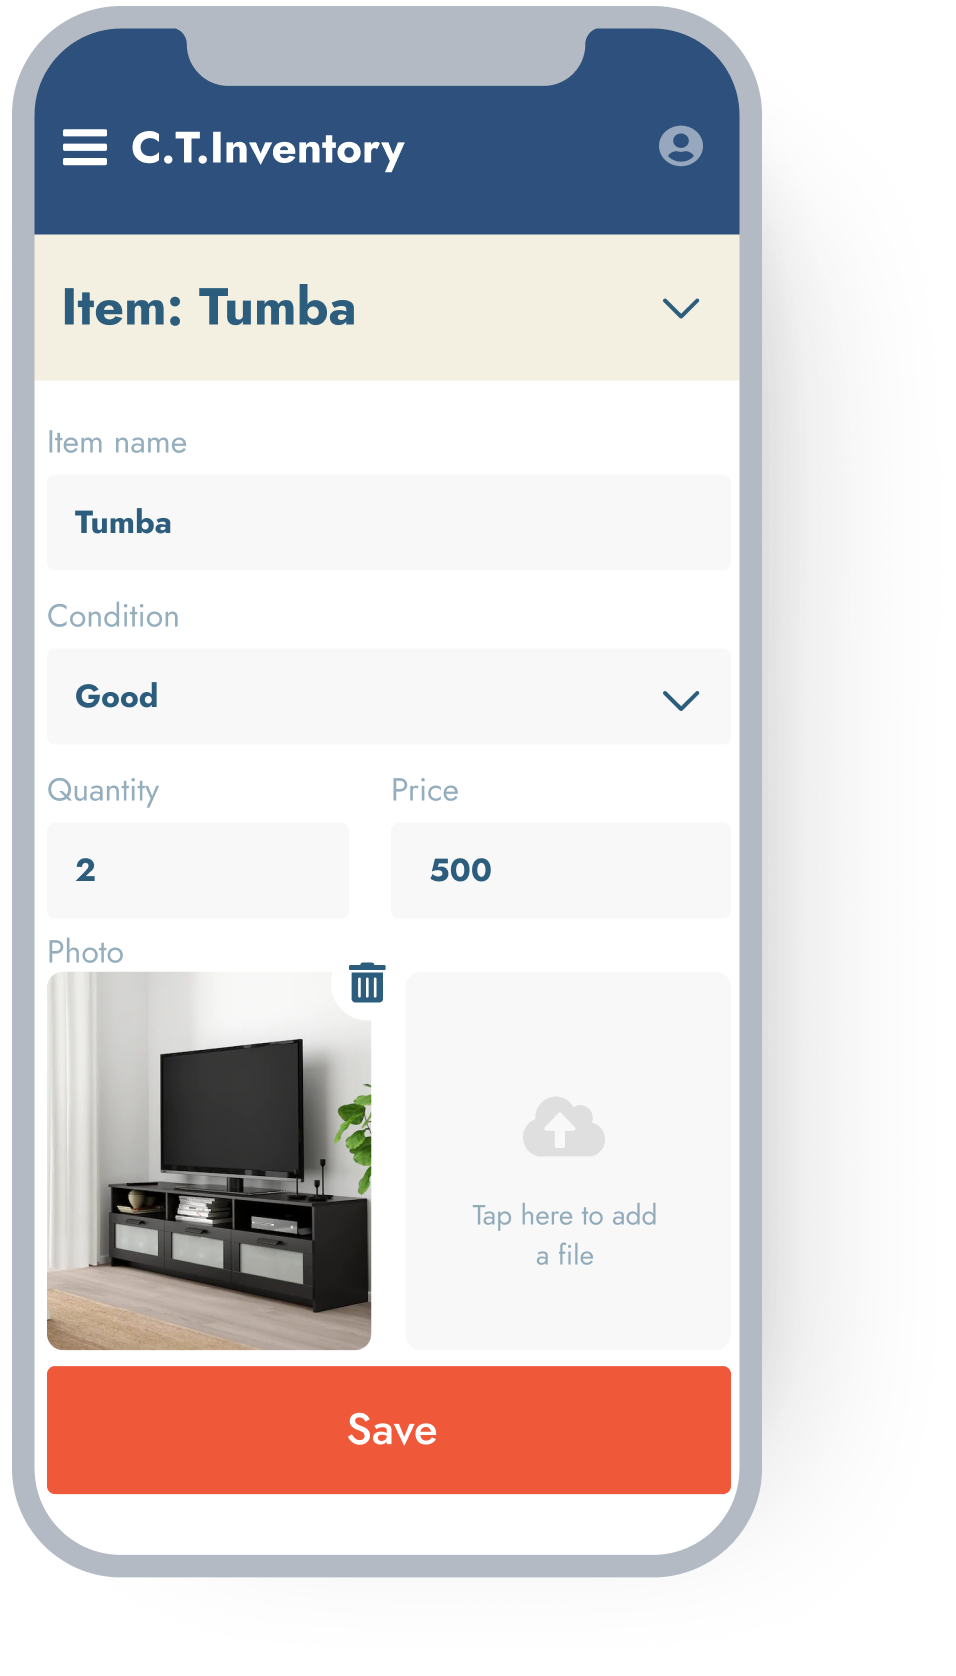 C.T.Inventory
Item: Tumba
Item name
Tumba
Condition
Good
Quantity
Price
2
500
Photo
Tap here to add
a file
Save